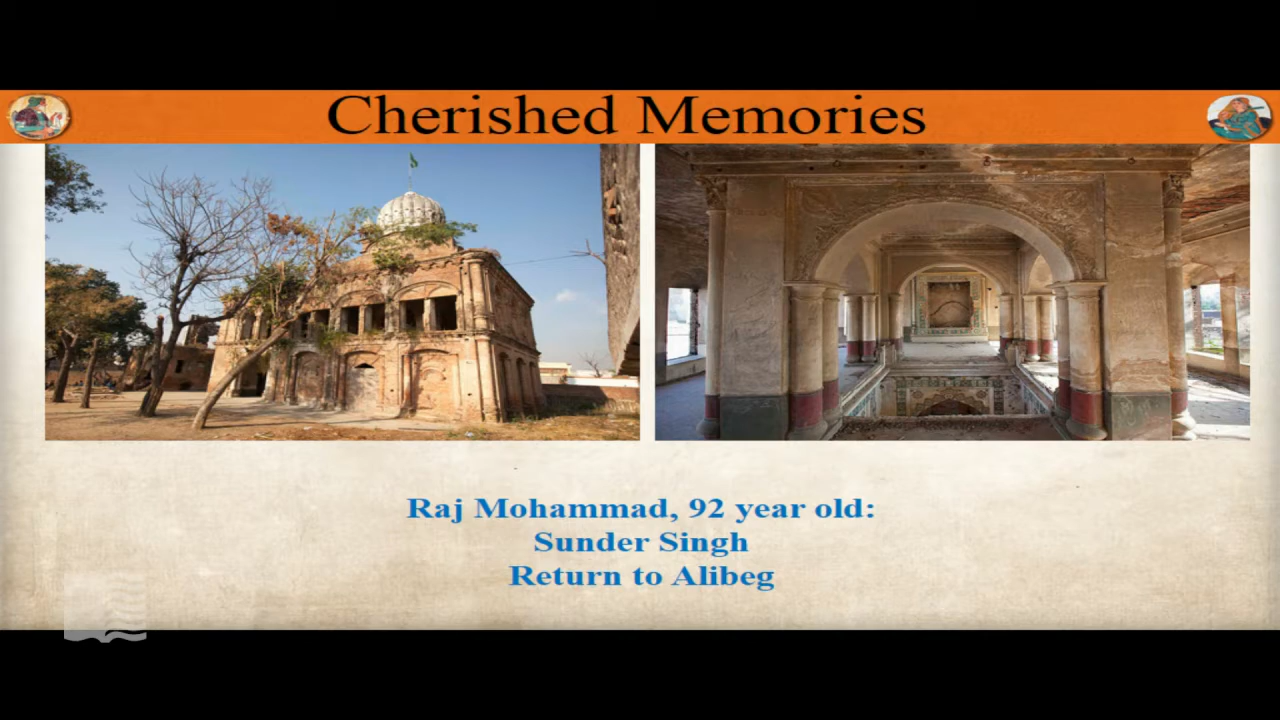 Cherished Memories
Raj Mohammad, 92 year old:
Sunder Singh
Return to Alibeg